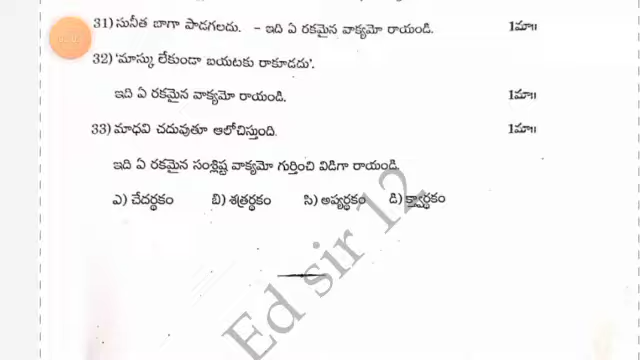 31) సునీత బాగా పాడగలదు. - ఇది ఏ రకమైన వాక్యమో రాయండి. 1మా॥
32) 'మాస్కు లేకుండా బయటకు రాకూడదు'.
ఇది ఏ రకమైన వాక్యమో రాయండి. 1మా॥
33) మాధవి చదువుతూ ఆలోచిస్తుంది. 1మా॥
ఇది ఏ రకమైన సంశ్లిష్ట వాక్యమో గుర్తించి విడిగా రాయండి.
ఎ) చేదర్థకం బి) శత్రర్థకం సి) అప్యర్థకం డి) క్త్వార్థకం
Ed sir 12